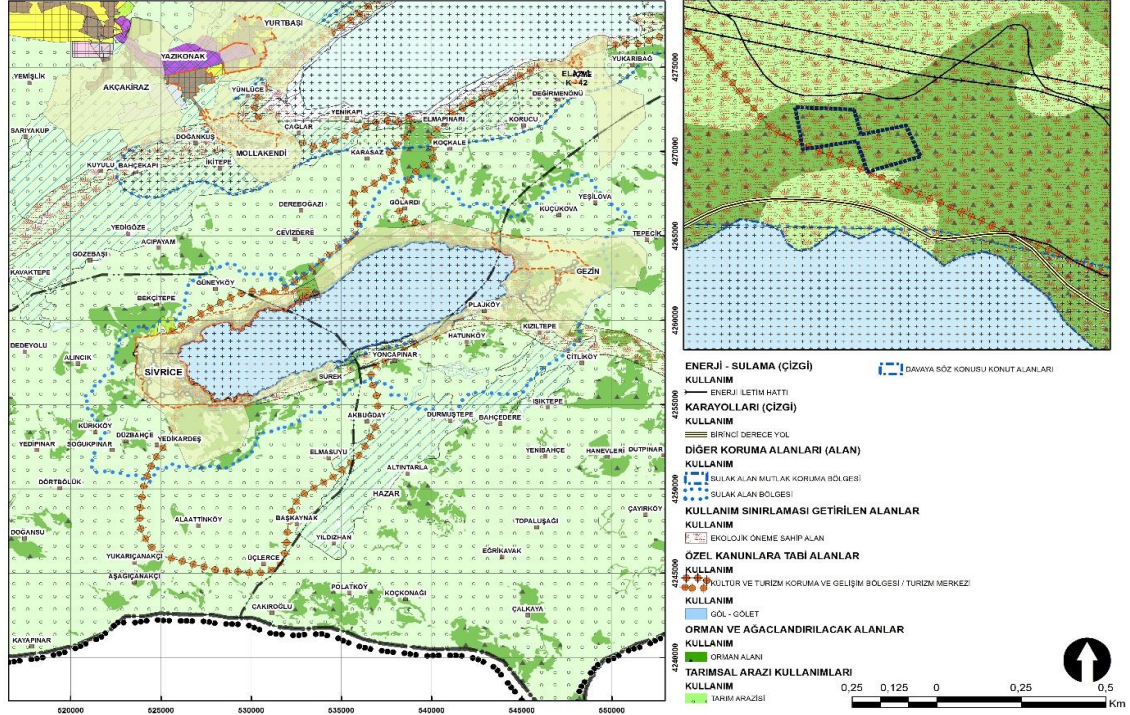 YURTBAŞI
YAZIKONAK
YUKARIBAĞ
YEMİŞLİK
AKÇAKİRAZ
YÜNLÜCE
K - 42
DEĞİRMENÖNÜ
YENİKAPI
ÇAĞLAR
ELMAPINARI
KORUCU
SARIYAKUP
DOĞANKUŞ
MOLLAKENDİ
KARASAZ
KOÇKALE
KUYULU
BAHÇEKAPI
İKİTEPE
DEREBOĞAZI
GÖLARDI
YEŞİLOVA
KÜÇÜKOVA
YEDİGÖZE
CEVİZDERE
TEPECİK
ACIPAYAM
GÖZEBAŞI
KAVAKTEPE
GÜNEYKÖY
GEZİN
BEKÇİTEPE
PLAJKÖY
KIZILTEPE
DEDEYOLU
HATUNKÖY
ALINCIK
YONCAPINAR
ÇİTLİKÖY
SİVRİCE
SÜREK
IŞIKTEPE
AKBUĞDAY
DURMUŞTEPE
BAHÇEDERE
KÜRKKÖY
DÜZBAHÇE
YEDİKARDEŞ
YEDİPINAR
SOĞUKPINAR
ELMASUYU
YENİBAHÇE
HANEVLERİ
DUTPINAR
ALTINTARLA
DÖRTBÖLÜK
HAZAR
ÇAYIRKÖY
ALAATTİNKÖY
BAŞKAYNAK
TOPALUŞAĞI
DOĞANSU
YILDIZHAN
EĞRİKAVAK
YUKARIÇANAKÇI
ÜÇLERCE
AŞAĞIÇANAKÇI
POLATKÖY
KOÇKONAĞI
ÇAKIROĞLU
ÇALKAYA
KAYAPINAR
4275000
4270000
4265000
4260000
4255000
4250000
4245000
4240000
520000 525000 530000 535000 540000 545000 550000
ENERJİ - SULAMA (ÇİZGİ)
DAVAYA SÖZ KONUSU KONUT ALANLARI
KULLANIM
ENERJİ İLETİM HATTI
KARAYOLLARI (ÇİZGİ)
KULLANIM
BİRİNCİ DERECE YOL
DİĞER KORUMA ALANLARI (ALAN)
KULLANIM
SULAK ALAN MUTLAK KORUMA BÖLGESİ
SULAK ALAN BÖLGESİ
KULLANIM SINIRLAMASI GETİRİLEN ALANLAR
KULLANIM
EKOLOJİK ÖNEME SAHİP ALAN
ÖZEL KANUNLARA TABİ ALANLAR
KULLANIM
KÜLTÜR VE TURİZM KORUMA VE GELİŞİM BÖLGESİ / TURİZM MERKEZİ
KULLANIM
GÖL - GÖLET
ORMAN VE AĞAÇLANDIRILACAK ALANLAR
KULLANIM
ORMAN ALANI
TARIMSAL ARAZİ KULLANIMLARI
KULLANIM
TARIM ARAZİSİ
0,25 0,125 0 0,25 0,5
Km